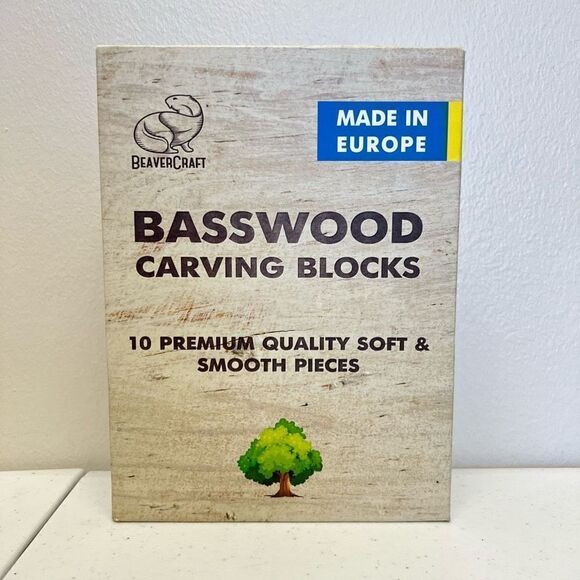 BEAVERCRAFT
MADE IN
EUROPE
BASSWOOD
CARVING BLOCKS
10 PREMIUM QUALITY SOFT &
SMOOTH PIECES